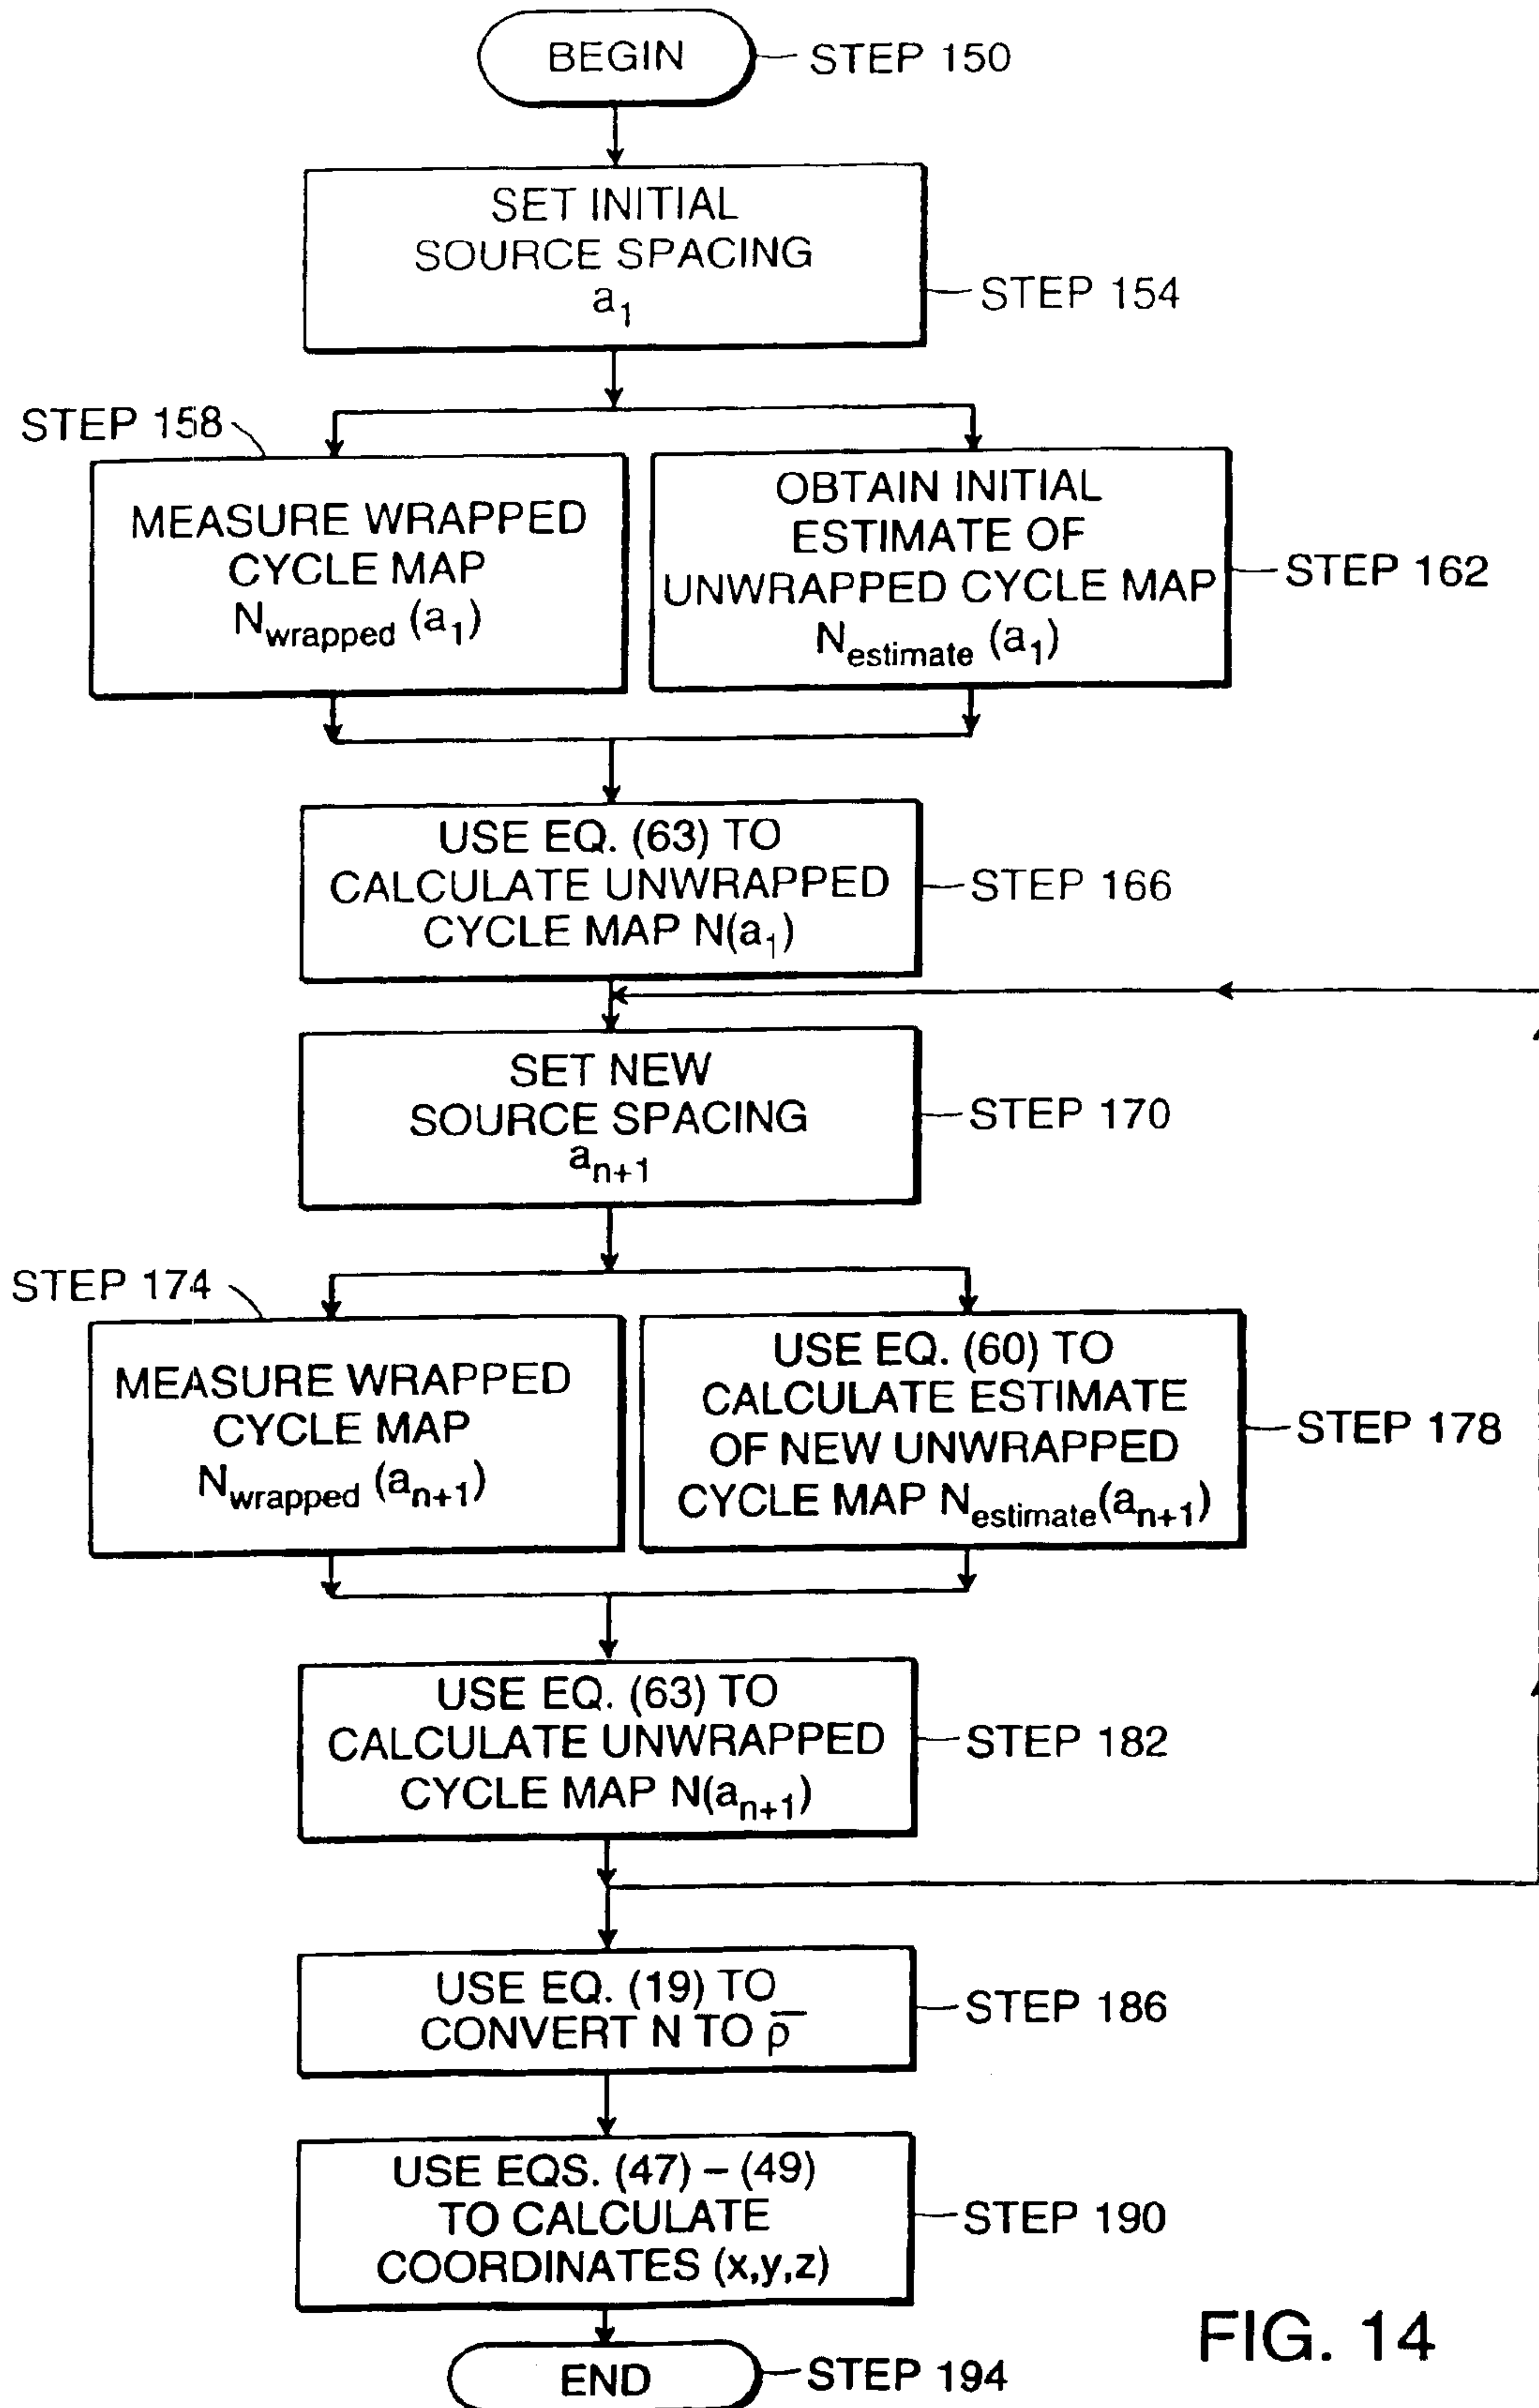 BEGIN
STEP 150
SET INITIAL
SOURCE SPACING
a1
STEP 154
STEP 158
MEASURE WRAPPED
CYCLE MAP
Nwrapped (a1)
OBTAIN INITIAL
ESTIMATE OF
UNWRAPPED CYCLE MAP
Nestimate (a1)
STEP 162
USE EQ. (63) TO
CALCULATE UNWRAPPED
CYCLE MAP N(a1)
STEP 166
SET NEW
SOURCE SPACING
an+1
STEP 170
STEP 174
MEASURE WRAPPED
CYCLE MAP
Nwrapped (an+1)
USE EQ. (60) TO
CALCULATE ESTIMATE
OF NEW UNWRAPPED
CYCLE MAP Nestimate(an+1)
STEP 178
USE EQ. (63) TO
CALCULATE UNWRAPPED
CYCLE MAP N(an+1)
STEP 182
USE EQ. (19) TO
CONVERT N TO ρ̅
STEP 186
USE EQS. (47) – (49)
TO CALCULATE
COORDINATES (x,y,z)
STEP 190
END
STEP 194
FIG. 14